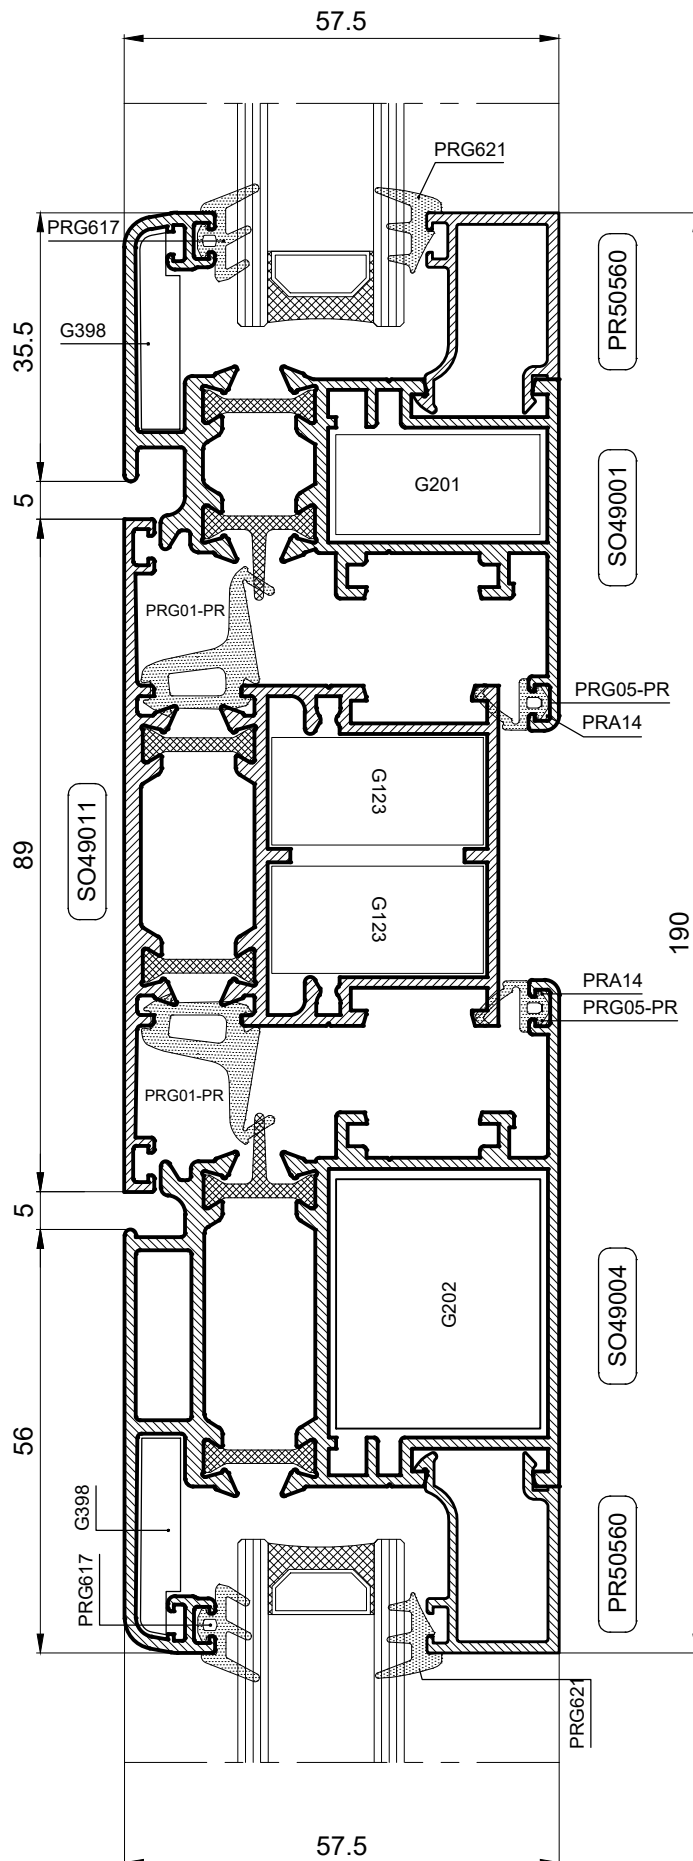 57.5
PRG621
PRG617
PR50560
35.5
G398
SO49001
G201
5
PRG01-PR
PRG05-PR
PRA14
G123
SO49011
89
G123
190
PRA14
PRG05-PR
PRG01-PR
5
G202
SO49004
56
G398
PR50560
PRG617
PRG621
57.5